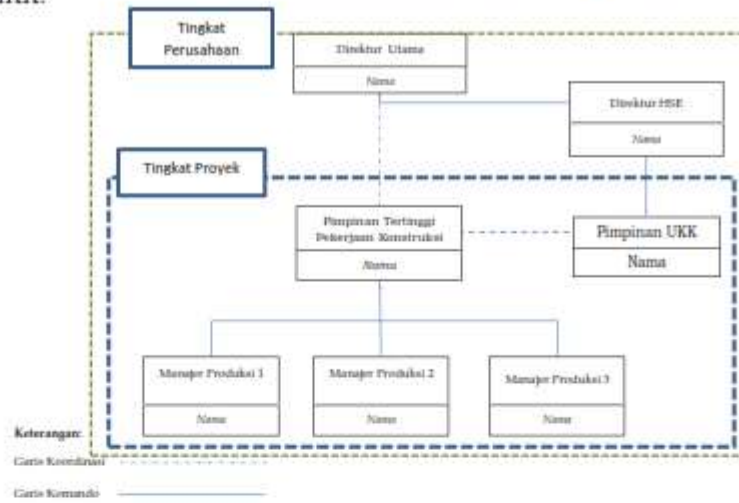 Tingkat
Perusahaan
Direktur Utama
Nama
Direktur HSE
Nama
Tingkat Proyek
Pimpinan Tertinggi
Pekerjaan Konstruksi
Nama
Pimpinan UKK
Nama
Manajer Produksi 1
Nama
Manajer Produksi 2
Nama
Manajer Produksi 3
Nama
Keterangan:
Garis Koordinasi
Garis Komando